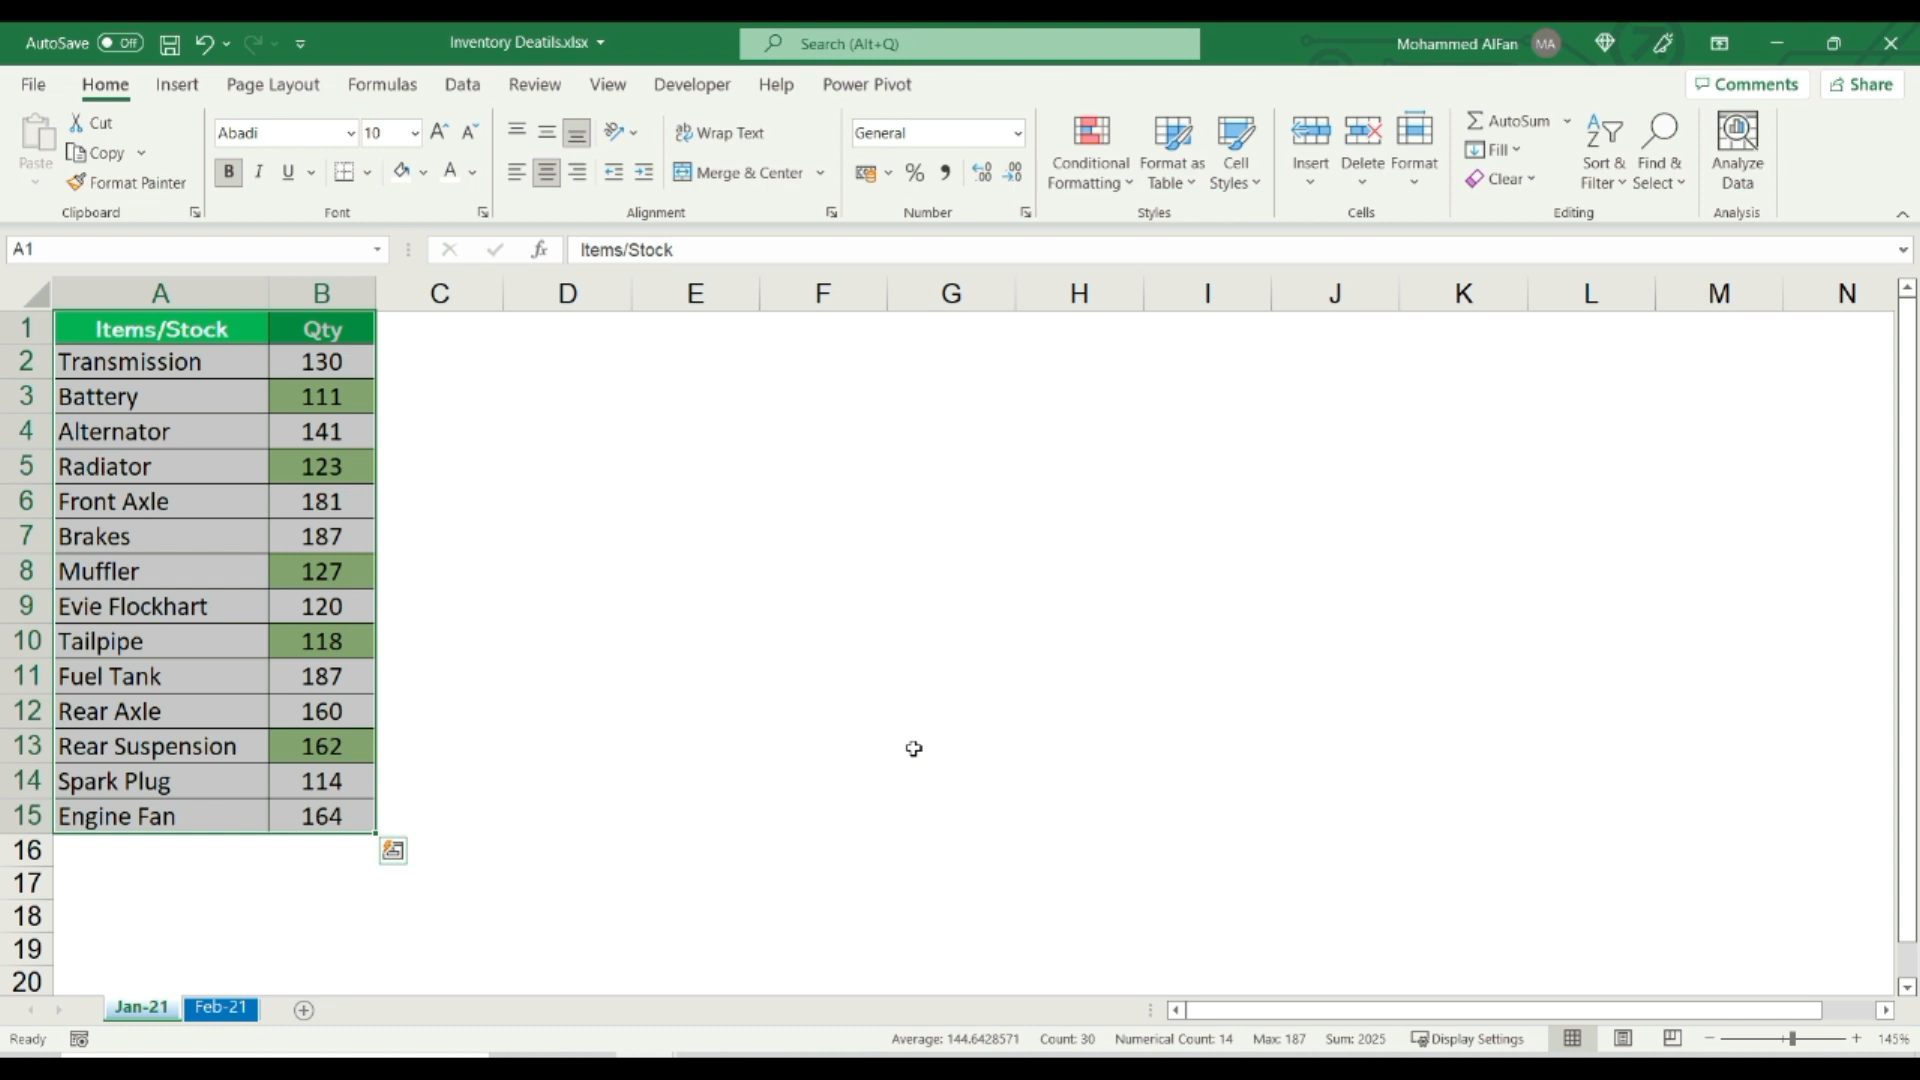 AutoSave Off Inventory Deatils.xlsx Search (Alt+Q) Mohammed AlFan MA
File Home Insert Page Layout Formulas Data Review View Developer Help Power Pivot Comments Share
Paste
Cut
Copy
Format Painter
Clipboard
Abadi 10
B I U
Font
Wrap Text
Merge & Center
Alignment
General
Number
Conditional Formatting
Format as Table
Cell Styles
Styles
Insert Delete Format
Cells
AutoSum
Fill
Clear
Sort & Filter
Find & Select
Editing
Analyze Data
Analysis
A1 fx Items/Stock
A B C D E F G H I J K L M N
1 Items/Stock Qty
2 Transmission 130
3 Battery 111
4 Alternator 141
5 Radiator 123
6 Front Axle 181
7 Brakes 187
8 Muffler 127
9 Evie Flockhart 120
10 Tailpipe 118
11 Fuel Tank 187
12 Rear Axle 160
13 Rear Suspension 162
14 Spark Plug 114
15 Engine Fan 164
16
17
18
19
20
Jan-21 Feb-21
Ready Average: 144.6428571 Count: 30 Numerical Count: 14 Max: 187 Sum: 2025 Display Settings 145%